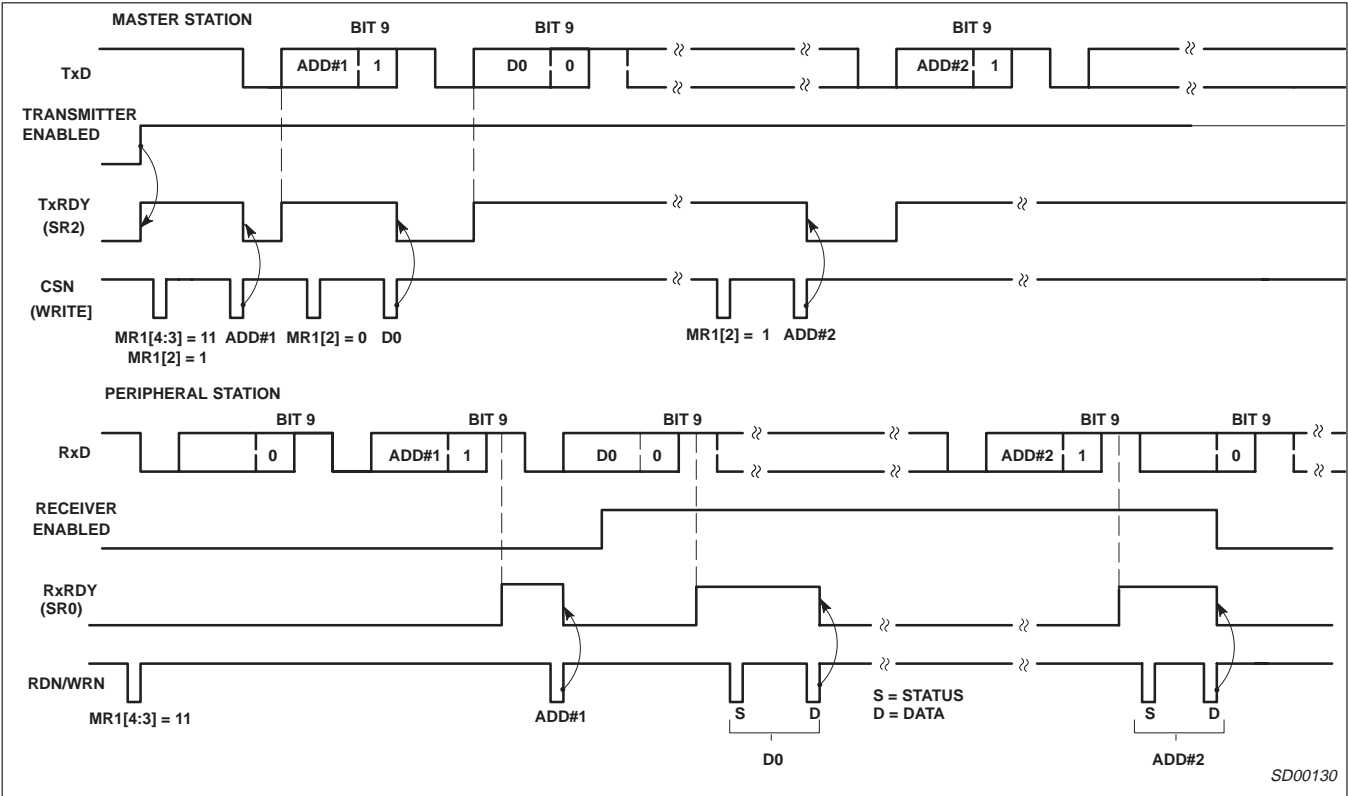 MASTER STATION
BIT 9 BIT 9 BIT 9
TxD ADD#1 1 D0 0 ADD#2 1
TRANSMITTER
ENABLED
TxRDY
(SR2)
CSN
(WRITE]
MR1[4:3] = 11 ADD#1 MR1[2] = 0 D0 MR1[2] = 1 ADD#2
MR1[2] = 1
PERIPHERAL STATION
BIT 9 BIT 9 BIT 9 BIT 9 BIT 9
RxD 0 ADD#1 1 D0 0 ADD#2 1 0
RECEIVER
ENABLED
RxRDY
(SR0)
RDN/WRN
MR1[4:3] = 11 ADD#1 S D S = STATUS S D
D = DATA
D0 ADD#2
SD00130